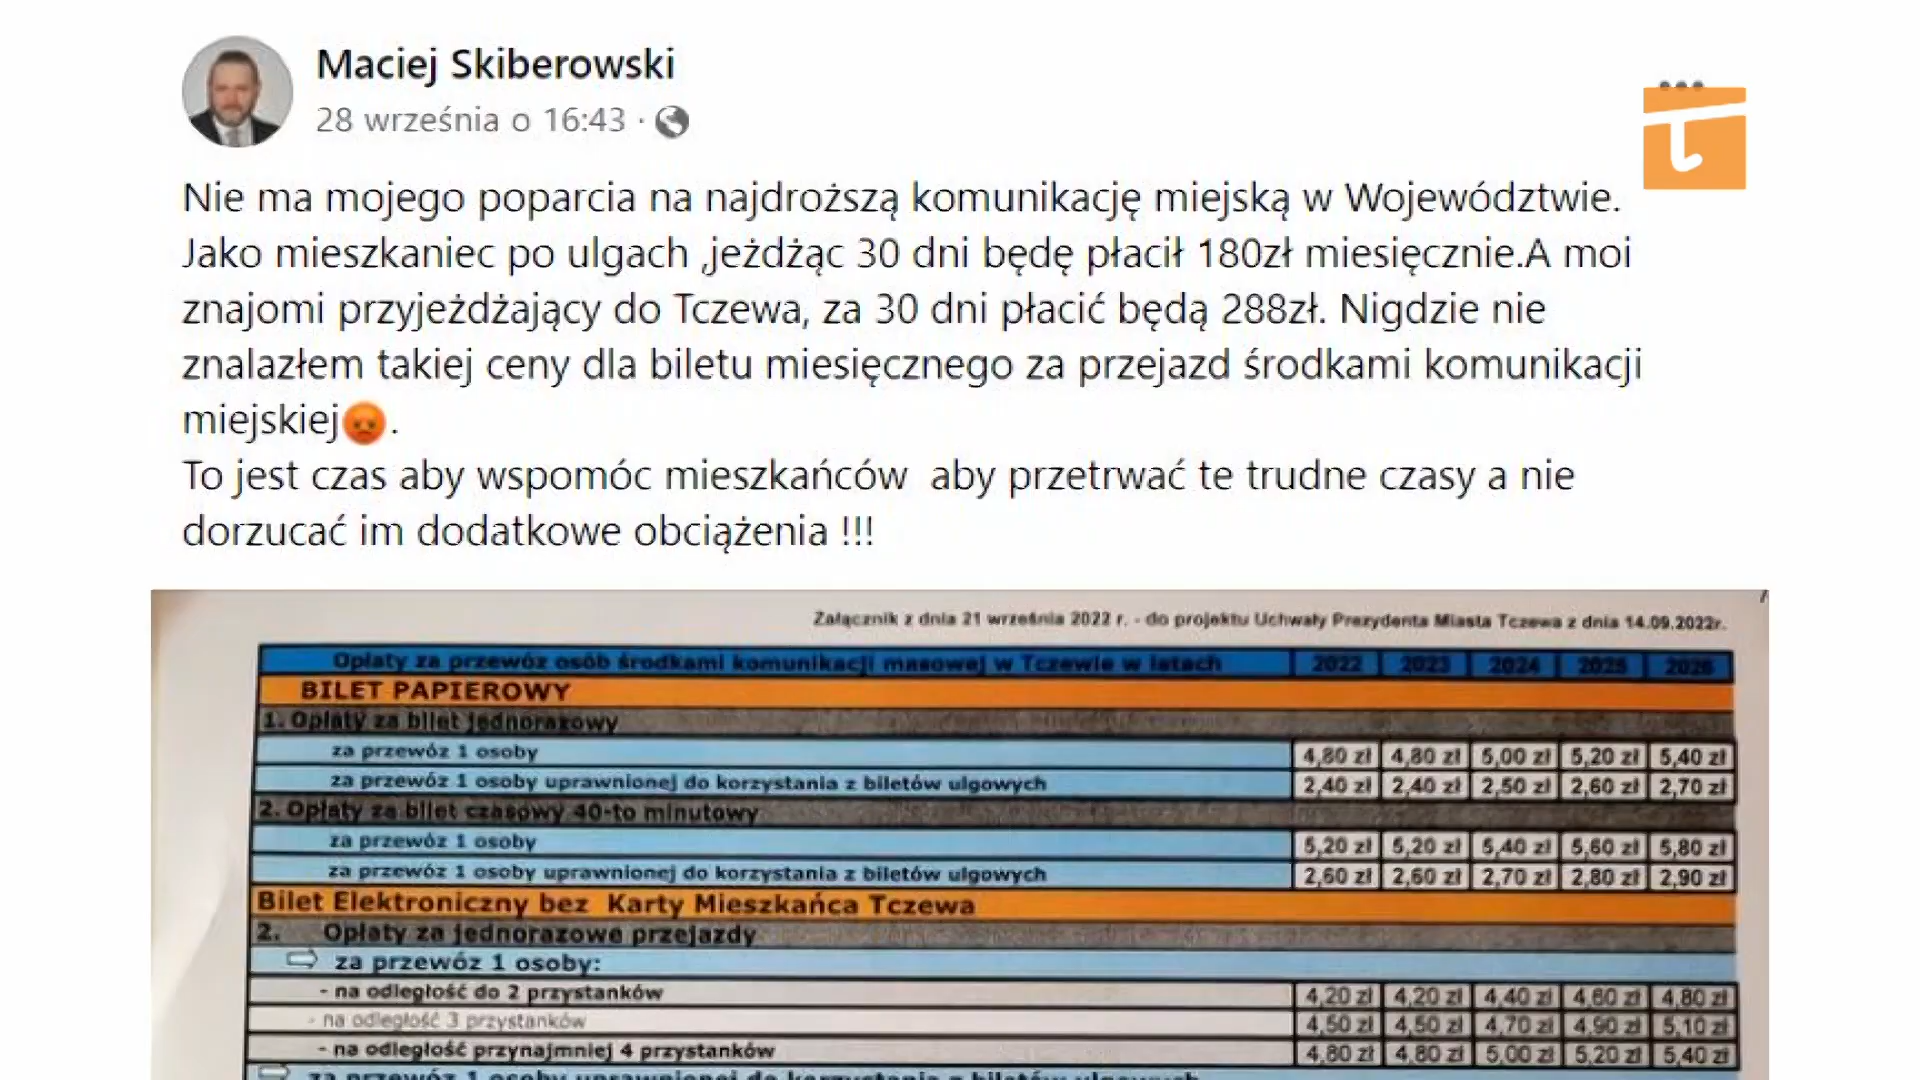 Maciej Skiberowski
28 września o 16:43 ·
Nie ma mojego poparcia na najdroższą komunikację miejską w Województwie.
Jako mieszkaniec po ulgach ,jeżdżąc 30 dni będę płacił 180zł miesięcznie.A moi
znajomi przyjeżdżający do Tczewa, za 30 dni płacić będą 288zł. Nigdzie nie
znalazłem takiej ceny dla biletu miesięcznego za przejazd środkami komunikacji
miejskiej .
To jest czas aby wspomóc mieszkańców  aby przetrwać te trudne czasy a nie
dorzucać im dodatkowe obciążenia !!!
Załącznik z dnia 21 września 2022 r. - do projektu Uchwały Prezydenta Miasta Tczewa z dnia 14.09.2022r.
Opłaty za przewóz osób środkami komunikacji masowej w Tczewie w latach 2022 2023 2024 2025 2026
BILET PAPIEROWY
1. Opłaty za bilet jednorazowy
za przewóz 1 osoby 4,80 zł 4,80 zł 5,00 zł 5,20 zł 5,40 zł
za przewóz 1 osoby uprawnionej do korzystania z biletów ulgowych 2,40 zł 2,40 zł 2,50 zł 2,60 zł 2,70 zł
2. Opłaty za bilet czasowy 40-to minutowy
za przewóz 1 osoby 5,20 zł 5,20 zł 5,40 zł 5,60 zł 5,80 zł
za przewóz 1 osoby uprawnionej do korzystania z biletów ulgowych 2,60 zł 2,60 zł 2,70 zł 2,80 zł 2,90 zł
Bilet Elektroniczny bez Karty Mieszkańca Tczewa
2. Opłaty za jednorazowe przejazdy
za przewóz 1 osoby:
- na odległość do 2 przystanków 4,20 zł 4,20 zł 4,40 zł 4,60 zł 4,80 zł
- na odległość 3 przystanków 4,50 zł 4,50 zł 4,70 zł 4,90 zł 5,10 zł
- na odległość przynajmniej 4 przystanków 4,80 zł 4,80 zł 5,00 zł 5,20 zł 5,40 zł
za przewóz 1 osoby uprawnionej do korzystania z biletów ulgowych